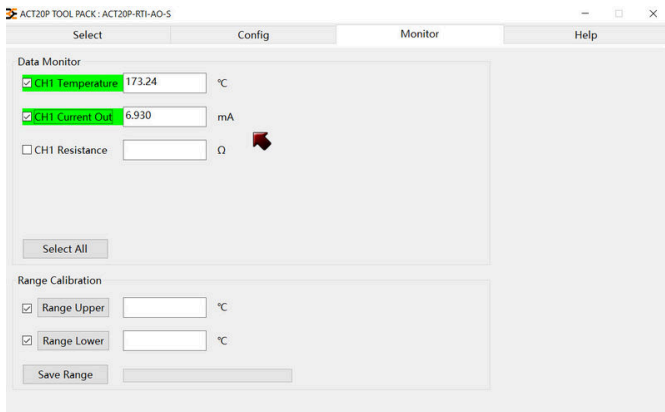 ACT20P TOOL PACK : ACT20P-RTI-AO-S
Select Config Monitor Help
Data Monitor
CH1 Temperature 173.24 ℃
CH1 Current Out 6.930 mA
CH1 Resistance Ω
Select All
Range Calibration
Range Upper ℃
Range Lower ℃
Save Range